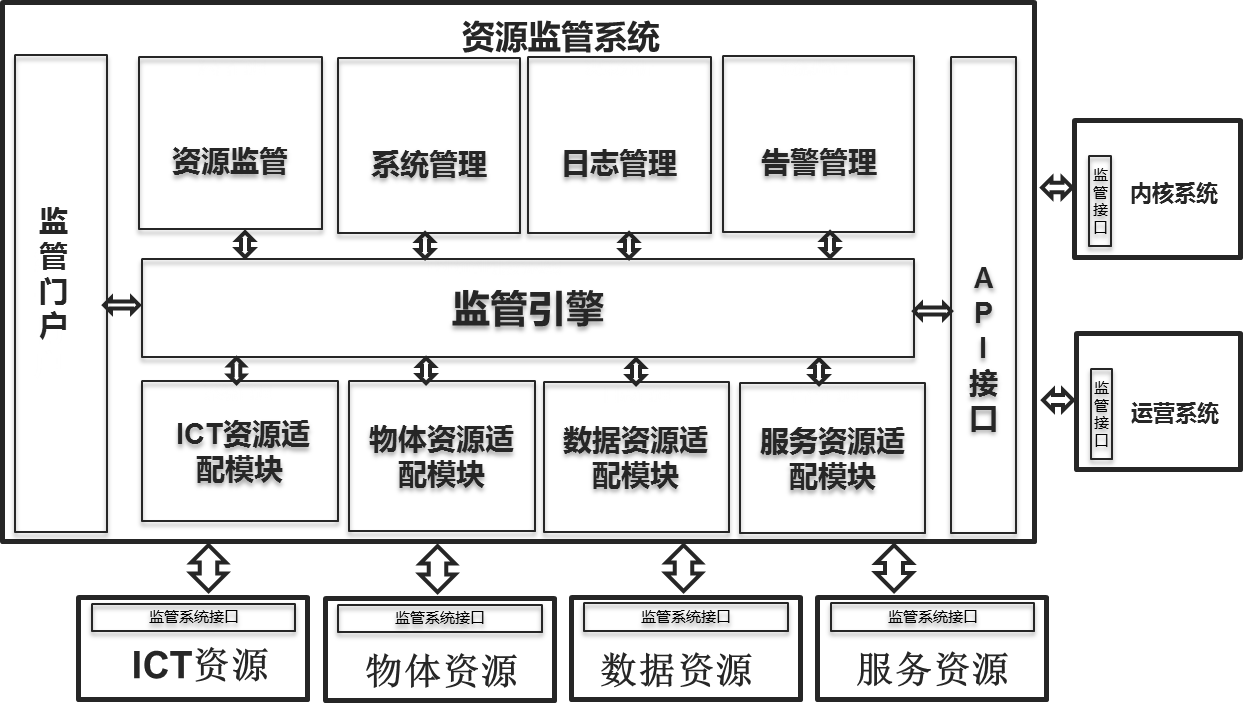 资源监管系统
监
管
门
户
资源监管
系统管理
日志管理
告警管理
监管引擎
ICT资源适
配模块
物体资源适
配模块
数据资源适
配模块
服务资源适
配模块
A
P
I
接
口
监
管
接
口
内核系统
监
管
接
口
运营系统
监管系统接口
ICT资源
监管系统接口
物体资源
监管系统接口
数据资源
监管系统接口
服务资源